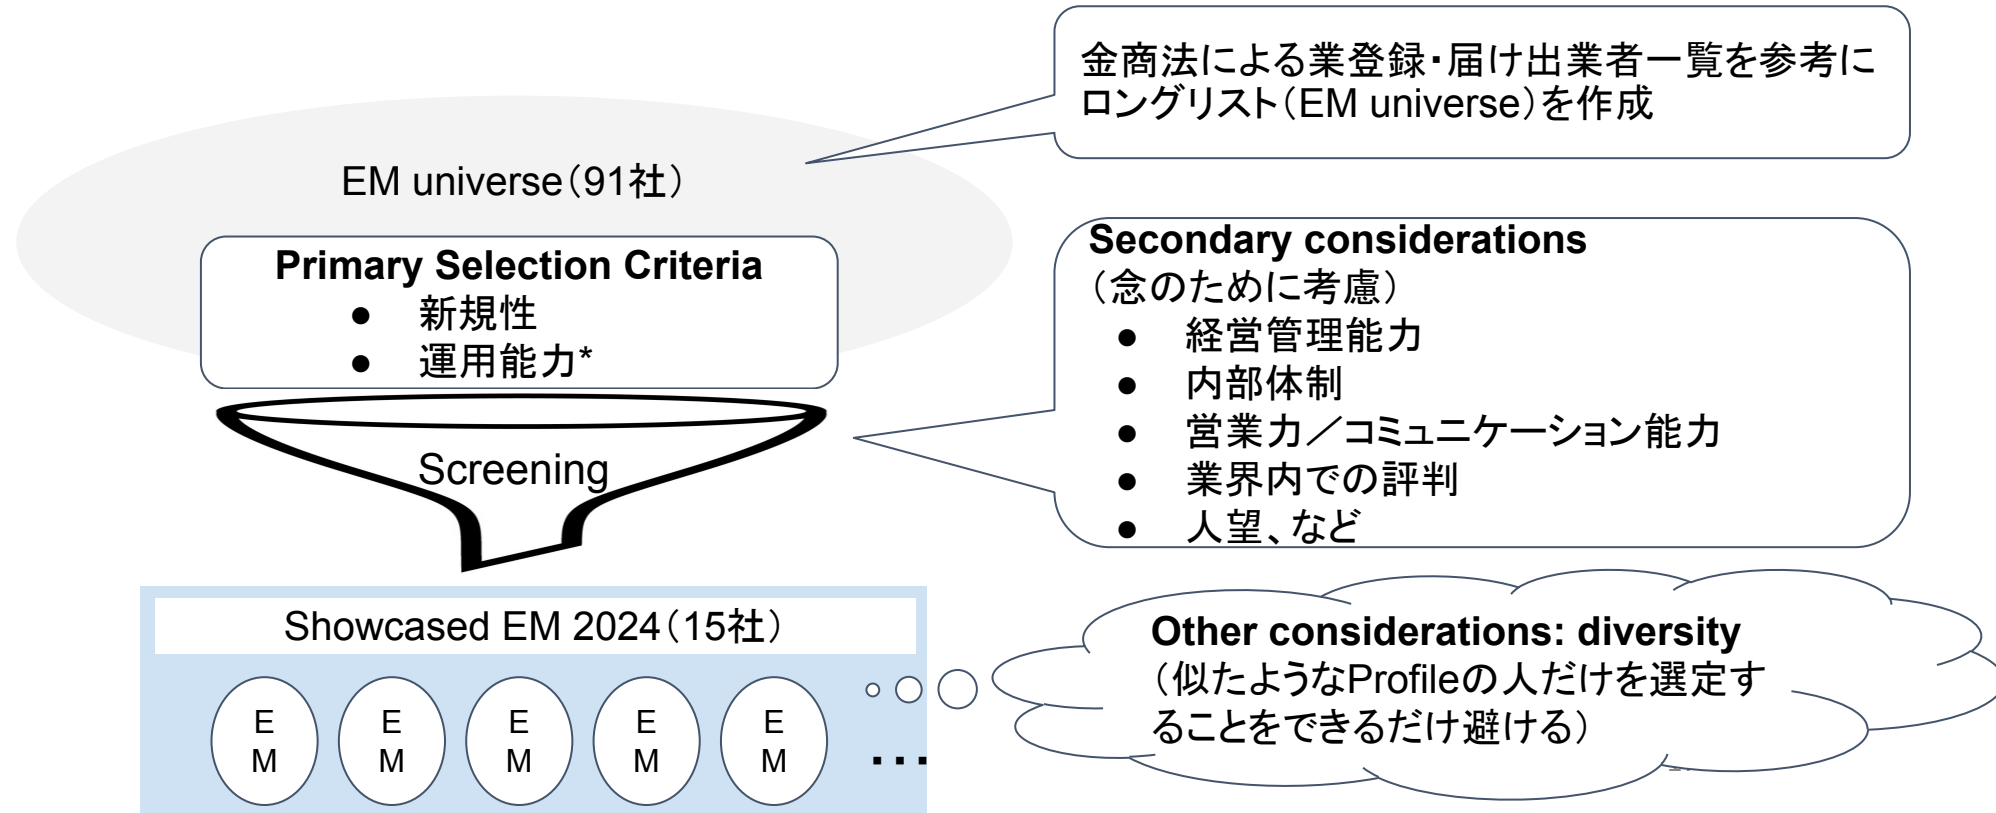 金商法による業登録・届け出業者一覧を参考に
ロングリスト（EM universe）を作成
EM universe（91社）
Primary Selection Criteria
● 新規性
● 運用能力*
Secondary considerations
（念のために考慮）
● 経営管理能力
● 内部体制
● 営業力／コミュニケーション能力
● 業界内での評判
● 人望、など
Screening
Showcased EM 2024（15社）
E
M
E
M
E
M
E
M
E
M
...
Other considerations: diversity
（似たようなProfileの人だけを選定す
ることをできるだけ避ける）